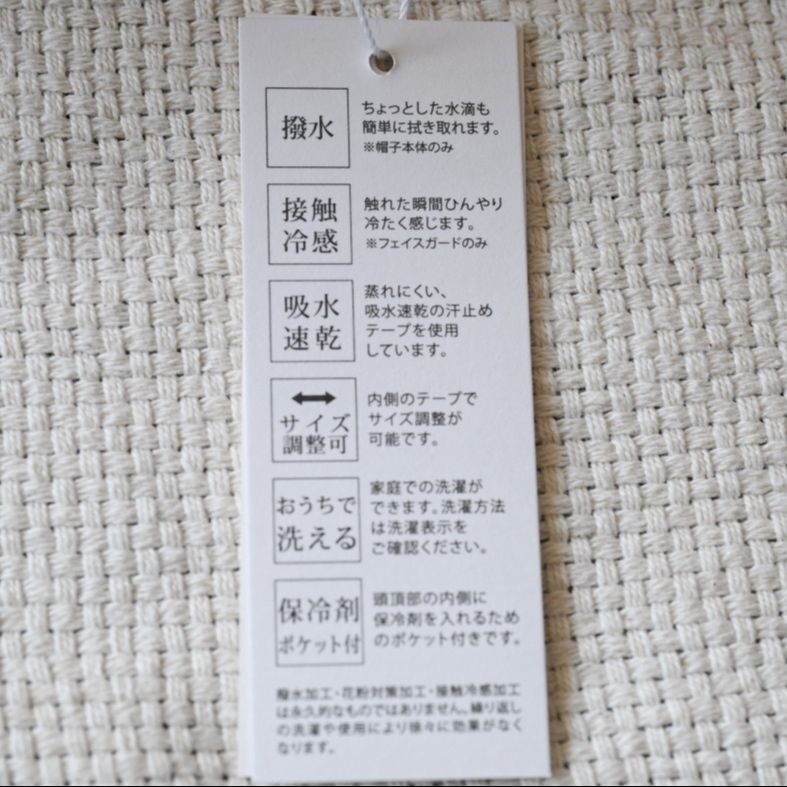 撥水
ちょっとした水滴も
簡単に拭き取れます。
※帽子本体のみ
接触
冷感
触れた瞬間ひんやり
冷たく感じます。
※フェイスガードのみ
吸水
速乾
蒸れにくい、
吸水速乾の汗止め
テープを使用
しています。
サイズ
調整可
内側のテープで
サイズ調整が
可能です。
おうちで
洗える
家庭での洗濯が
できます。洗濯方法
は洗濯表示を
ご確認ください。
保冷剤
ポケット付
頭頂部の内側に
保冷剤を入れるため
のポケット付きです。
撥水加工・花粉対策加工・接触冷感加工
は永久的なものではありません。繰り返し
の洗濯や使用により徐々に効果がなく
なります。